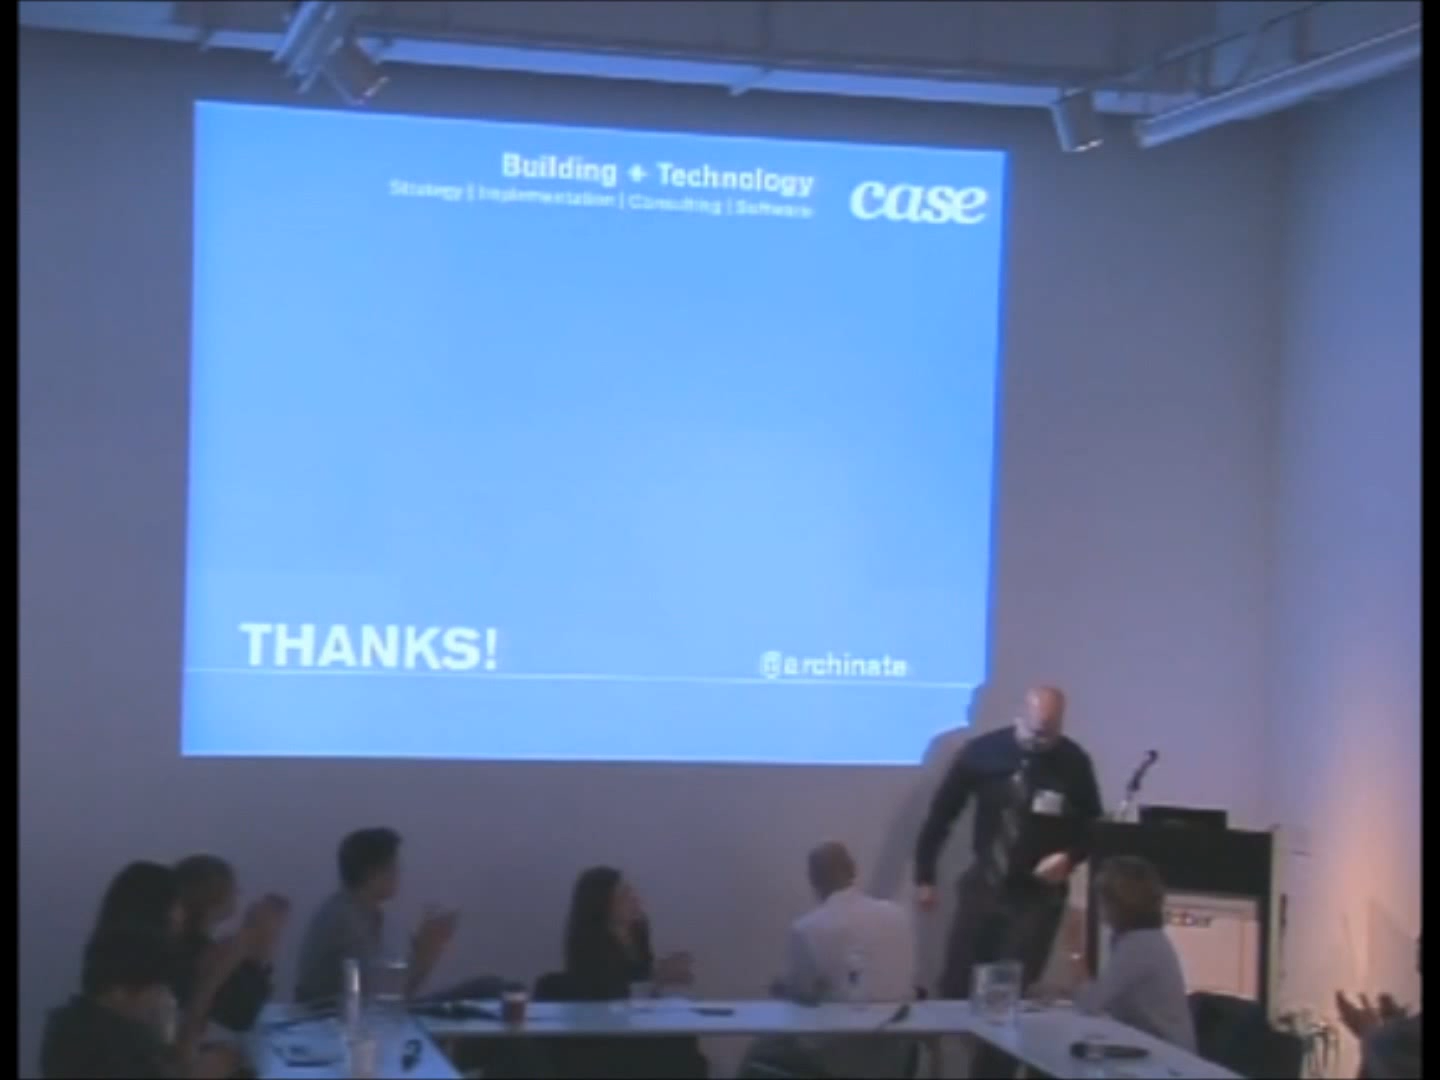 Building + Technology
case
Strategy | Implementation | Consulting | Software
THANKS!
@archinate